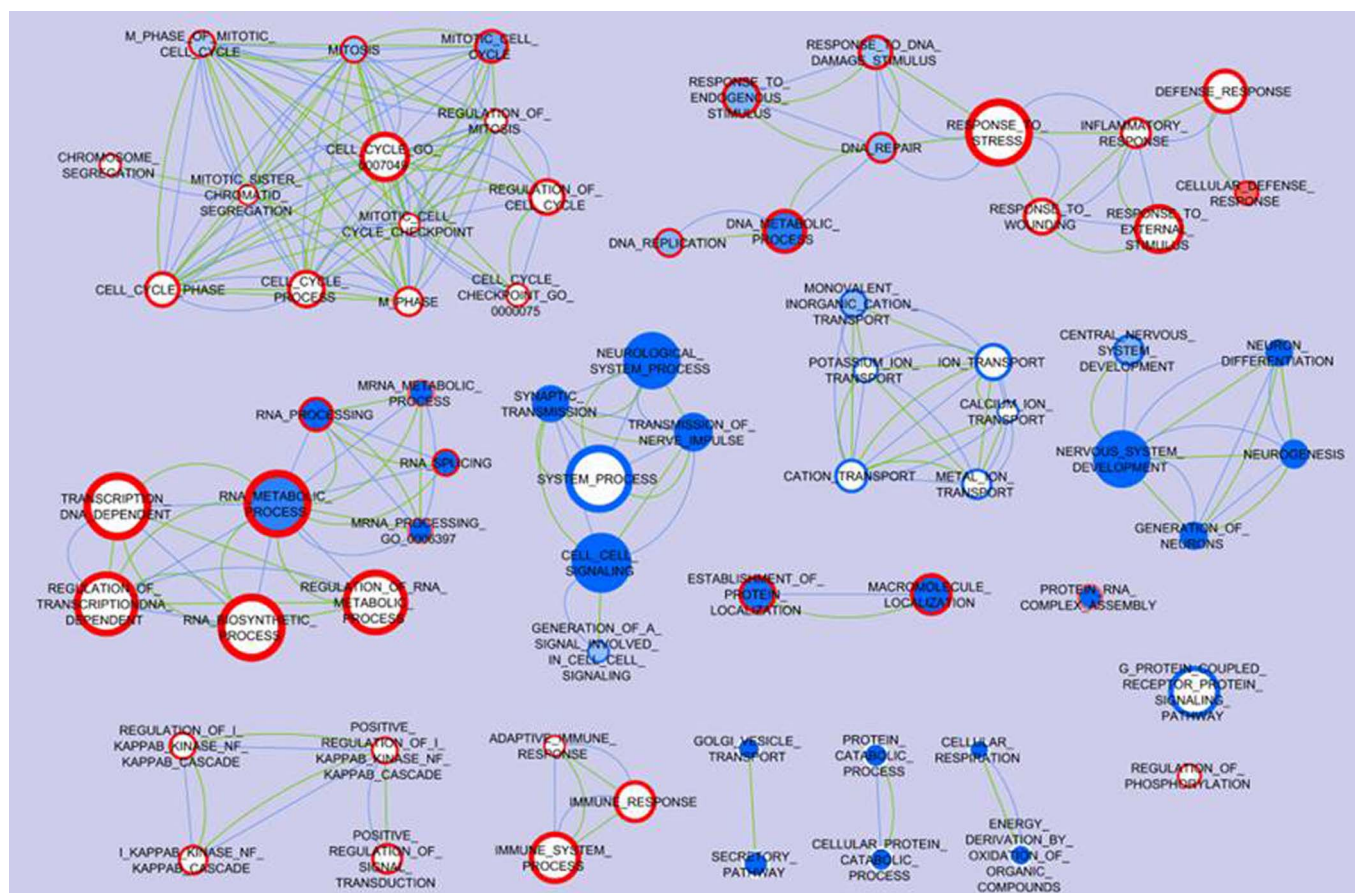 M_PHASE_OF_MITOTIC_
CELL_CYCLE
MITOSIS
MITOTIC_CELL_
CYCLE
REGULATION_OF_
MITOSIS
CELL_CYCLE_GO_
0007049
CHROMOSOME_
SEGREGATION
MITOTIC_SISTER_
CHROMATID_
SEGREGATION
REGULATION_OF_
CELL_CYCLE
MITOTIC_CELL_
CYCLE_CHECKPOINT
CELL_CYCLE_PHASE
CELL_CYCLE_
PROCESS
M_PHASE
CELL_CYCLE_
CHECKPOINT_GO_
0000075
RESPONSE_TO_DNA_
DAMAGE_STIMULUS
RESPONSE_TO_
ENDOGENOUS_
STIMULUS
DNA_REPAIR
RESPONSE_TO_
STRESS
DEFENSE_RESPONSE
INFLAMMATORY_
RESPONSE
CELLULAR_DEFENSE_
RESPONSE
RESPONSE_TO_
WOUNDING
RESPONSE_TO_
EXTERNAL_
STIMULUS
DNA_REPLICATION
DNA_METABOLIC_
PROCESS
MRNA_METABOLIC_
PROCESS
RNA_PROCESSING
RNA_SPLICING
RNA_METABOLIC_
PROCESS
TRANSCRIPTION_
DNA_DEPENDENT
MRNA_PROCESSING_
GO_0006397
REGULATION_OF_
TRANSCRIPTIONDNA_
DEPENDENT
RNA_BIOSYNTHETIC_
PROCESS
REGULATION_OF_RNA_
METABOLIC_
PROCESS
NEUROLOGICAL_
SYSTEM_PROCESS
SYNAPTIC_
TRANSMISSION
TRANSMISSION_OF_
NERVE_IMPULSE
SYSTEM_PROCESS
CELL_CELL_
SIGNALING
GENERATION_OF_A_
SIGNAL_INVOLVED_
IN_CELL_CELL_
SIGNALING
MONOVALENT_
INORGANIC_CATION_
TRANSPORT
POTASSIUM_ION_
TRANSPORT
ION_TRANSPORT
CALCIUM_ION_
TRANSPORT
CATION_TRANSPORT
METAL_ION_
TRANSPORT
CENTRAL_NERVOUS_
SYSTEM_
DEVELOPMENT
NEURON_
DIFFERENTIATION
NERVOUS_SYSTEM_
DEVELOPMENT
NEUROGENESIS
GENERATION_OF_
NEURONS
ESTABLISHMENT_OF_
PROTEIN_
LOCALIZATION
MACROMOLECULE_
LOCALIZATION
PROTEIN_RNA_
COMPLEX_ASSEMBLY
G_PROTEIN_COUPLED_
RECEPTOR_PROTEIN_
SIGNALING_
PATHWAY
REGULATION_OF_
PHOSPHORYLATION
REGULATION_OF_I_
KAPPAB_KINASE_NF_
KAPPAB_CASCADE
POSITIVE_
REGULATION_OF_I_
KAPPAB_KINASE_NF_
KAPPAB_CASCADE
I_KAPPAB_KINASE_NF_
KAPPAB_CASCADE
POSITIVE_
REGULATION_OF_
SIGNAL_
TRANSDUCTION
ADAPTIVE_IMMUNE_
RESPONSE
IMMUNE_RESPONSE
IMMUNE_SYSTEM_
PROCESS
GOLGI_VESICLE_
TRANSPORT
SECRETORY_
PATHWAY
PROTEIN_
CATABOLIC_
PROCESS
CELLULAR_PROTEIN_
CATABOLIC_
PROCESS
CELLULAR_
RESPIRATION
ENERGY_
DERIVATION_BY_
OXIDATION_OF_
ORGANIC_
COMPOUNDS